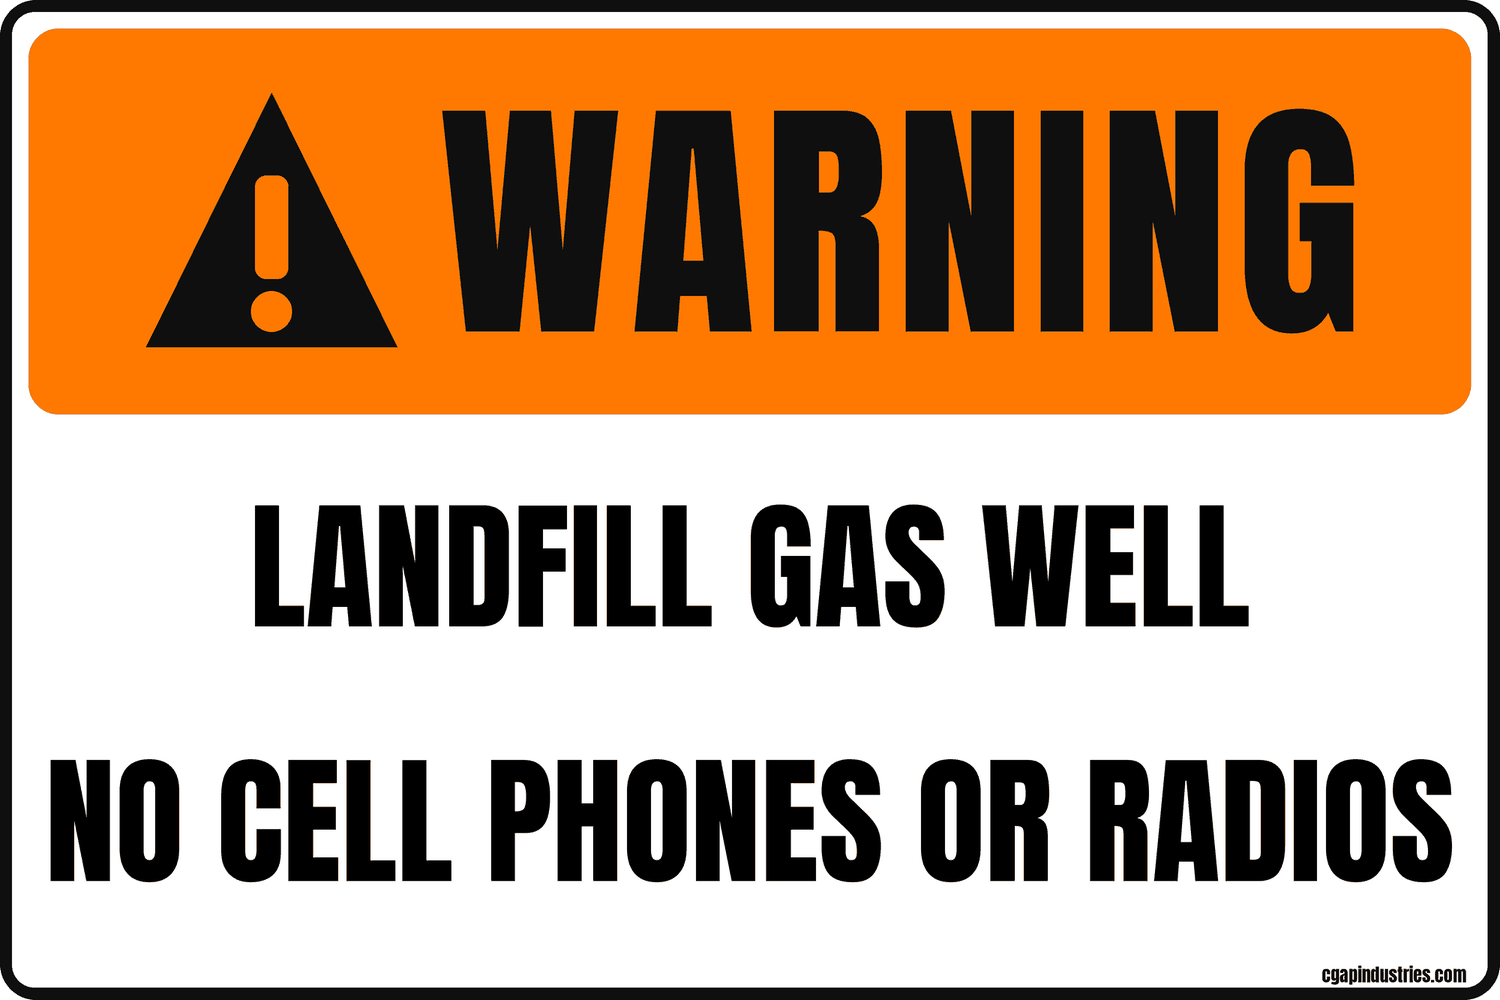 WARNING
LANDFILL GAS WELL
NO CELL PHONES OR RADIOS
cgapindustries.com